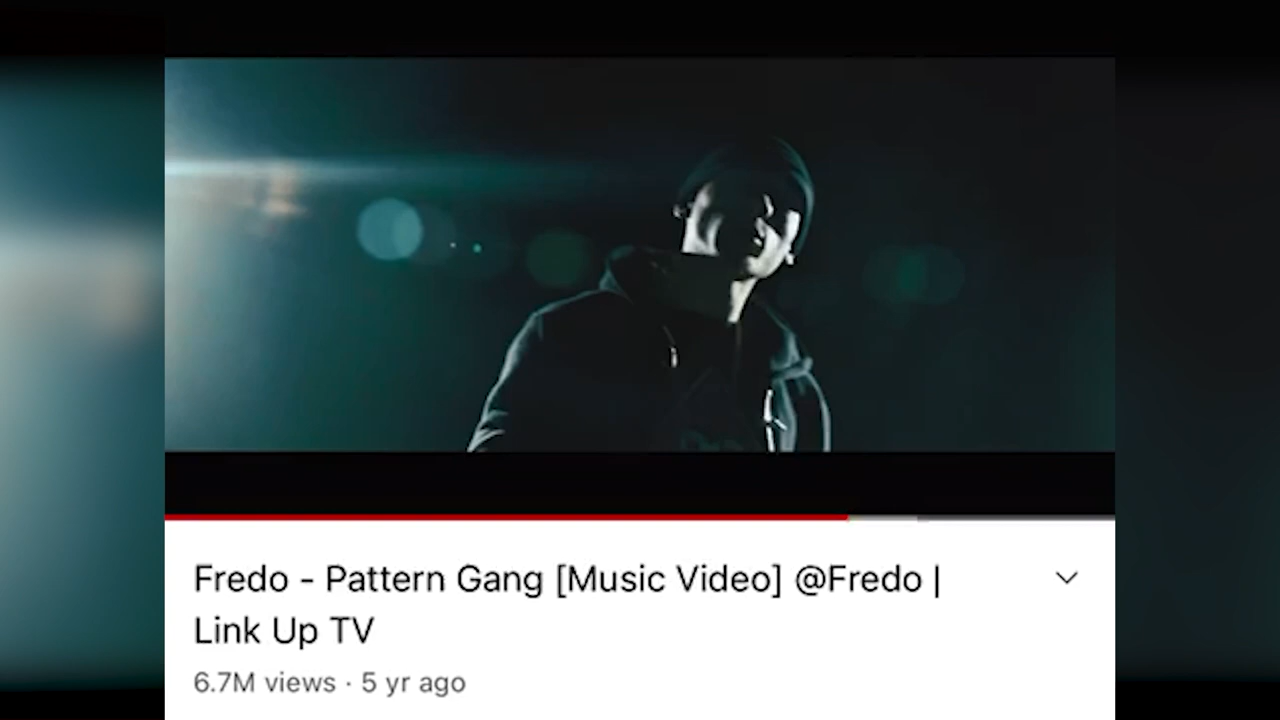 Fredo - Pattern Gang [Music Video] @Fredo |
Link Up TV
6.7M views · 5 yr ago